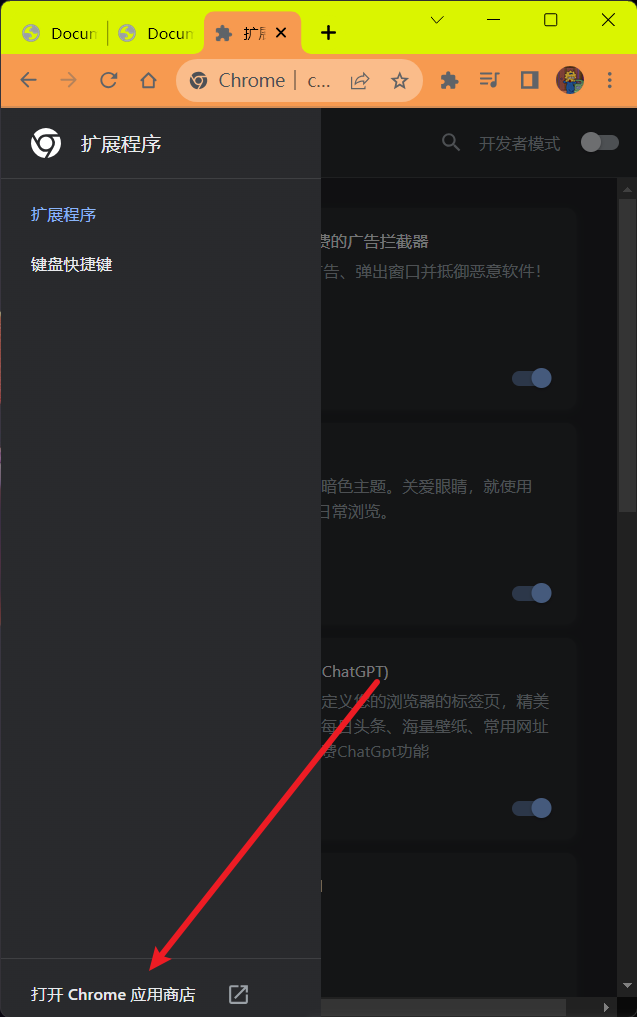 Docun
Docun
扩展
Chrome | c...
扩展程序
开发者模式
扩展程序
键盘快捷键
费的广告拦截器
广告、弹出窗口并抵御恶意软件！
暗色主题。关爱眼睛，就使用
日常浏览。
ChatGPT)
定义您的浏览器的标签页，精美
每日头条、海量壁纸、常用网址
费ChatGpt功能
打开 Chrome 应用商店